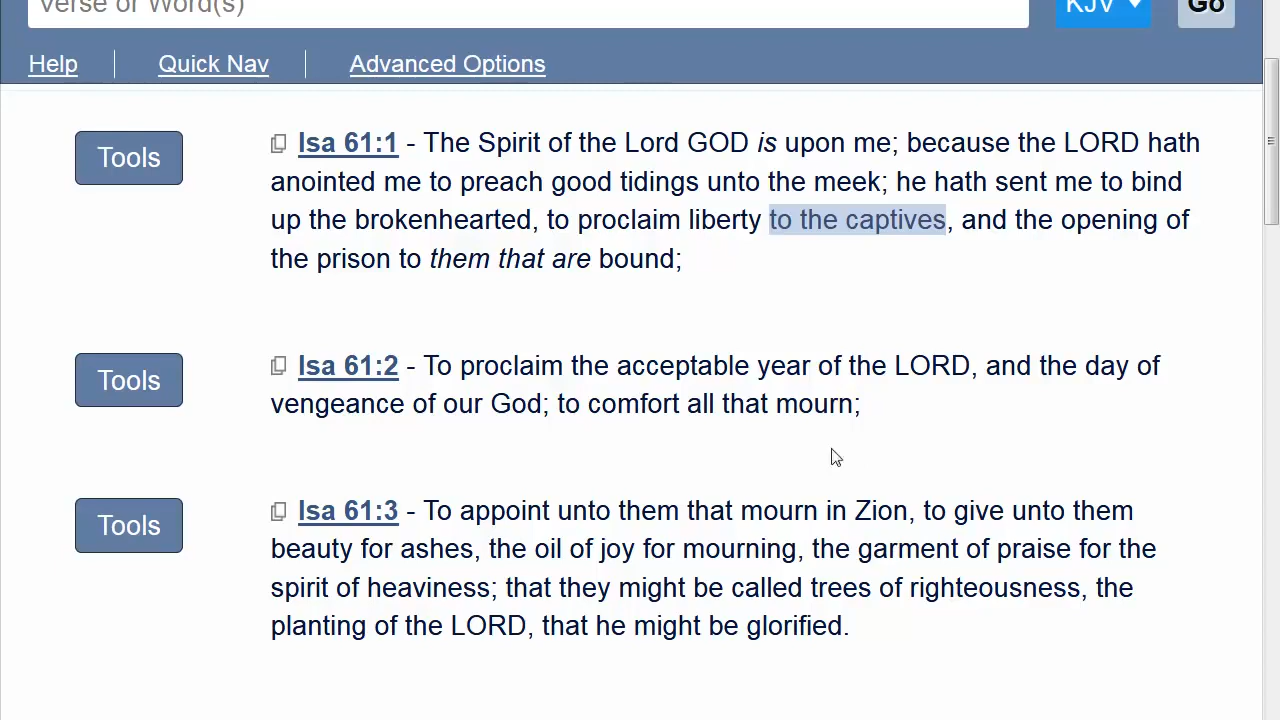 Verse or Word(s)
KJV
Go
Help
Quick Nav
Advanced Options
Tools
Isa 61:1 - The Spirit of the Lord GOD is upon me; because the LORD hath
anointed me to preach good tidings unto the meek; he hath sent me to bind
up the brokenhearted, to proclaim liberty to the captives, and the opening of
the prison to them that are bound;
Tools
Isa 61:2 - To proclaim the acceptable year of the LORD, and the day of
vengeance of our God; to comfort all that mourn;
Tools
Isa 61:3 - To appoint unto them that mourn in Zion, to give unto them
beauty for ashes, the oil of joy for mourning, the garment of praise for the
spirit of heaviness; that they might be called trees of righteousness, the
planting of the LORD, that he might be glorified.